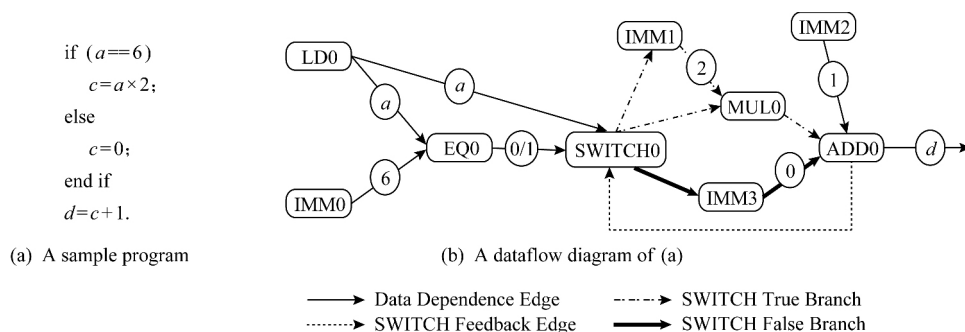 if (a==6)
c=a×2;
else
c=0;
end if
d=c+1.
(a) A sample program
LD0
IMM0
a
a
6
EQ0
0/1
SWITCH0
IMM1
2
MUL0
IMM2
1
IMM3
0
ADD0
d
(b) A dataflow diagram of (a)
Data Dependence Edge
SWITCH True Branch
SWITCH Feedback Edge
SWITCH False Branch